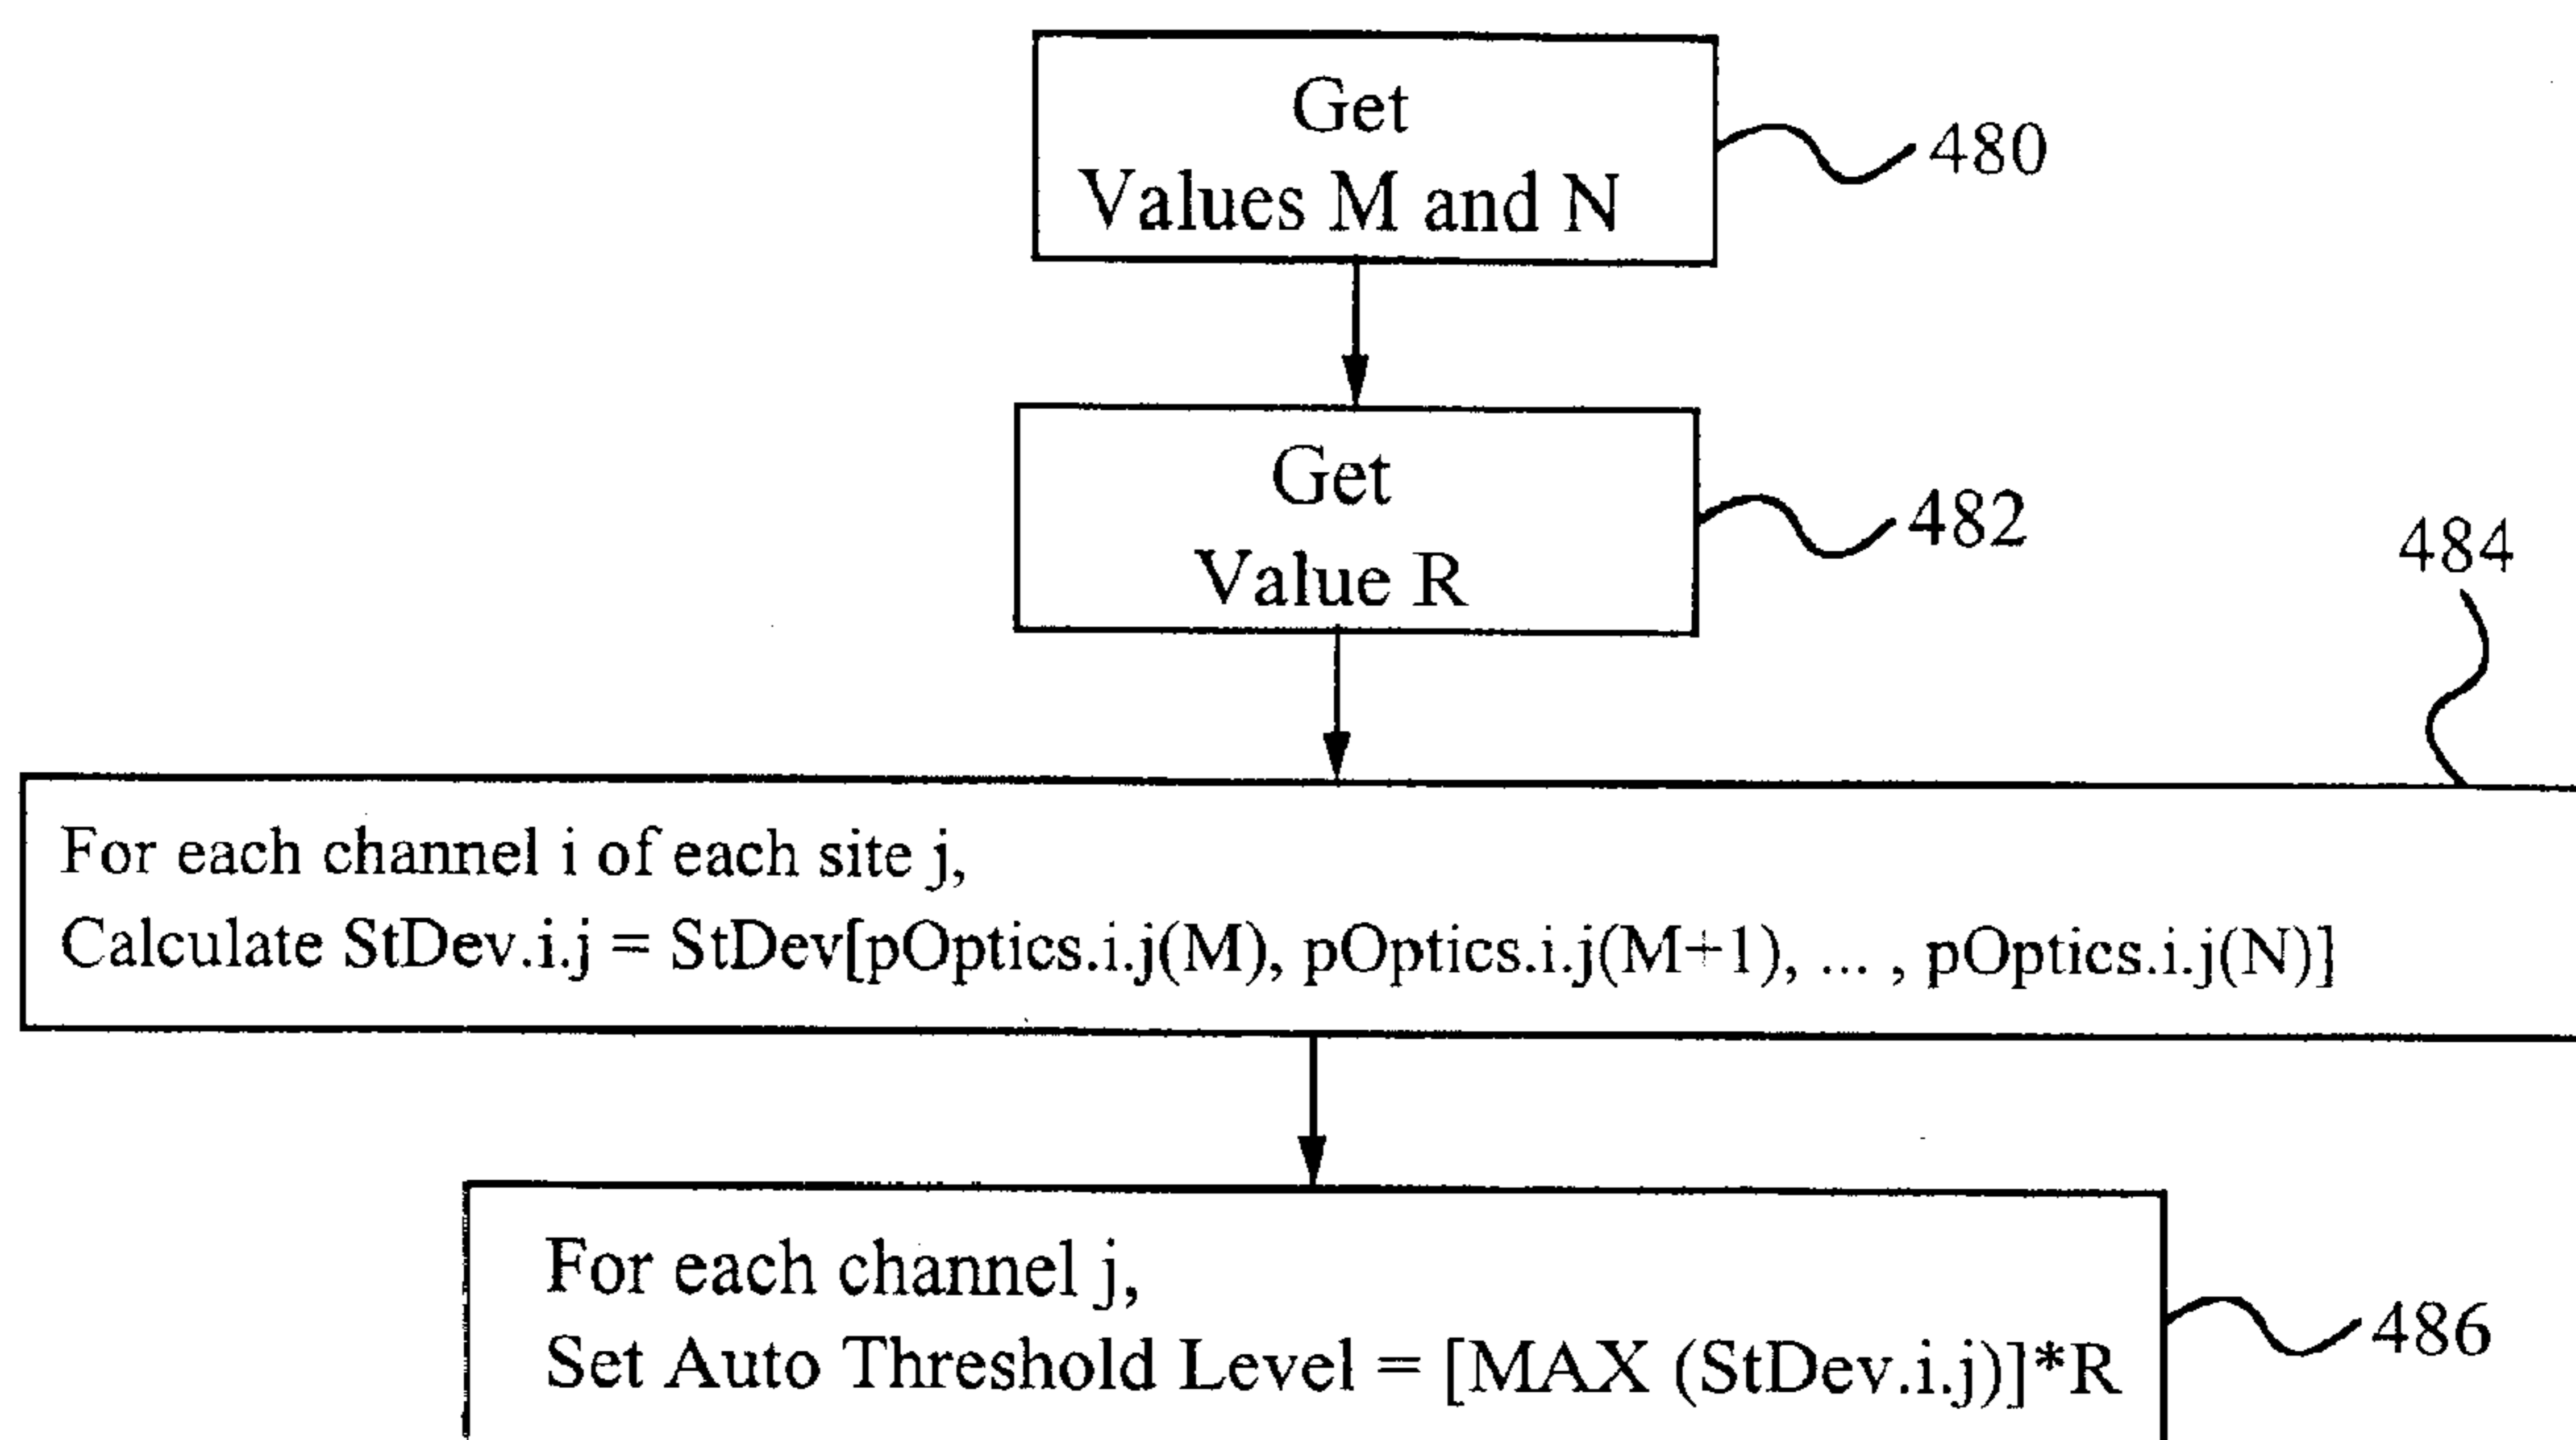 Get
Values M and N
480
Get
Value R
482
484
For each channel i of each site j,
Calculate StDev.i.j = StDev[pOptics.i.j(M), pOptics.i.j(M+1), ... , pOptics.i.j(N)]
For each channel j,
Set Auto Threshold Level = [MAX (StDev.i.j)]*R
486